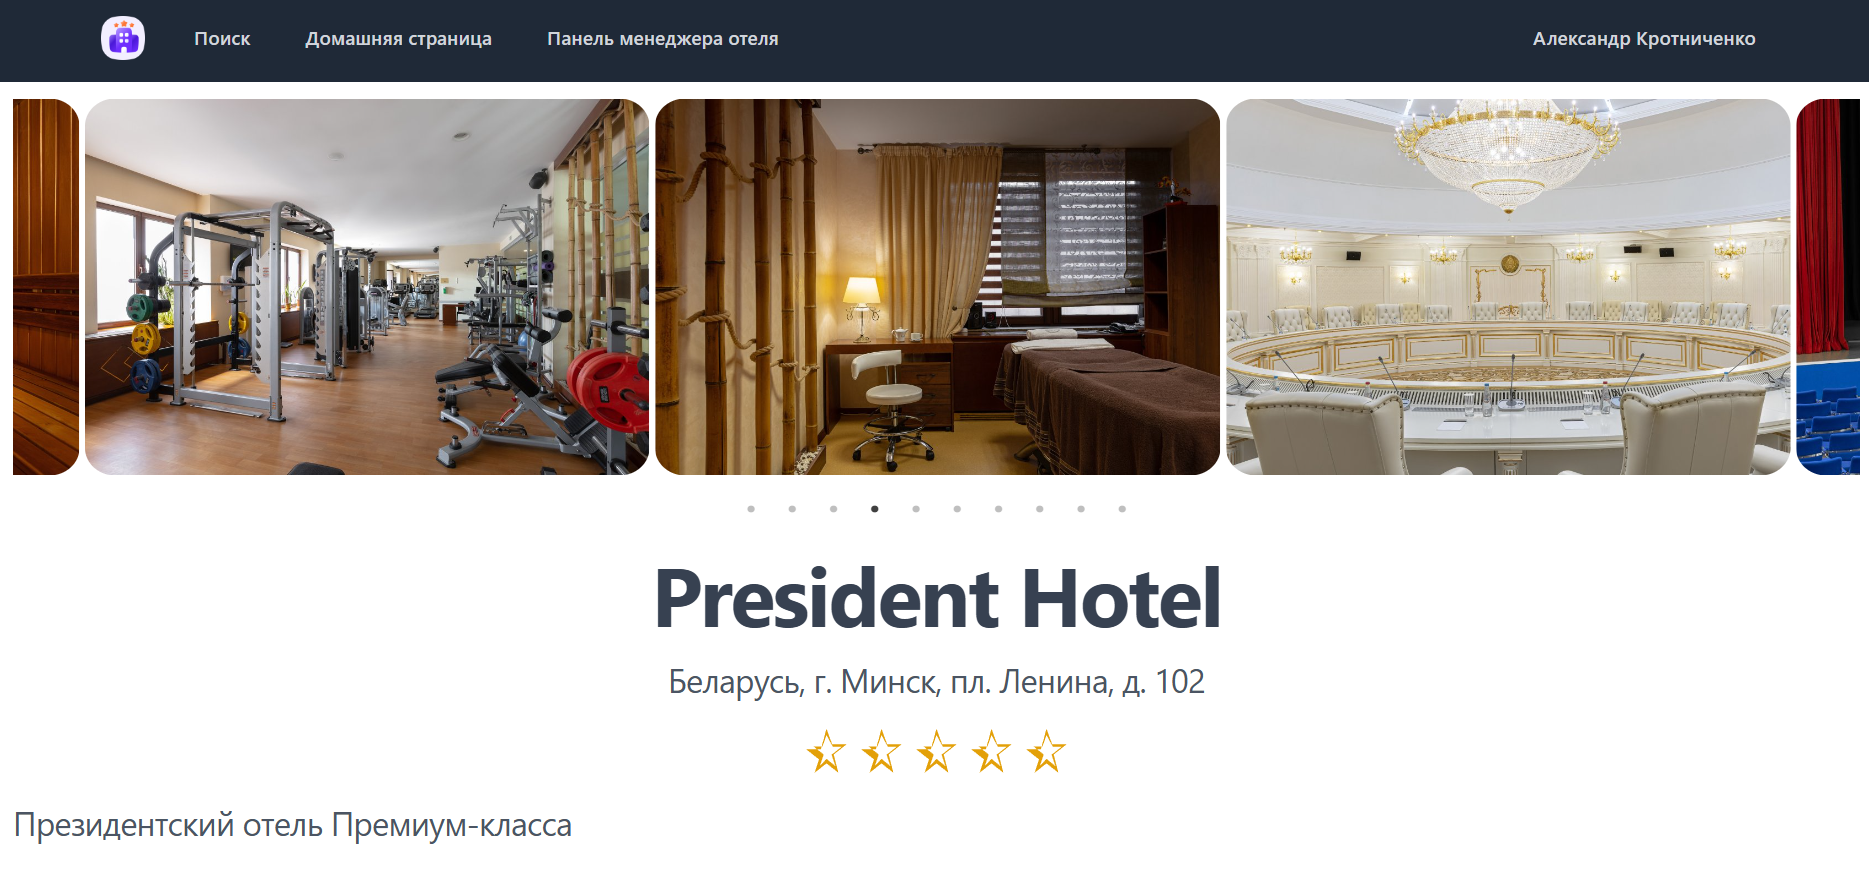 Поиск
Домашняя страница
Панель менеджера отеля
Александр Кротниченко
President Hotel
Беларусь, г. Минск, пл. Ленина, д. 102
Президентский отель Премиум-класса